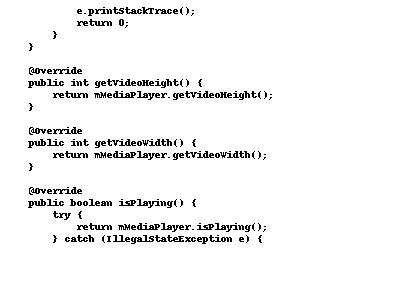 e.printStackTrace();
return 0;
}
}
@Override
public int getVideoHeight() {
return mMediaPlayer.getVideoHeight();
}
@Override
public int getVideoWidth() {
return mMediaPlayer.getVideoWidth();
}
@Override
public boolean isPlaying() {
try {
return mMediaPlayer.isPlaying();
} catch (IllegalStateException e) {